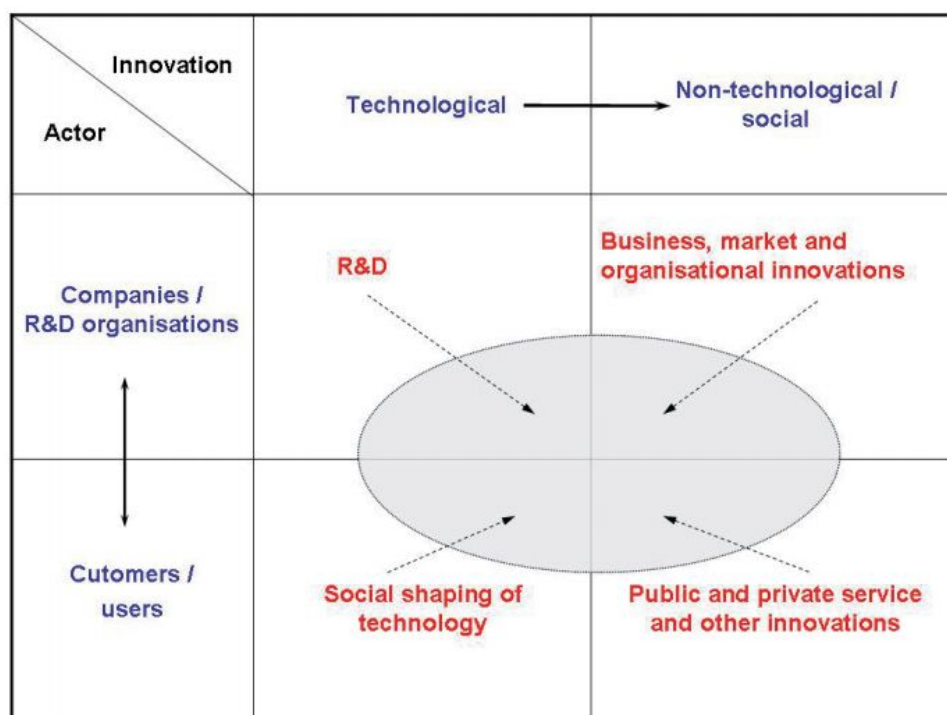 Innovation
Actor
Technological
Non-technological /
social
Companies /
R&D organisations
R&D
Business, market and
organisational innovations
Cutomers /
users
Social shaping of
technology
Public and private service
and other innovations